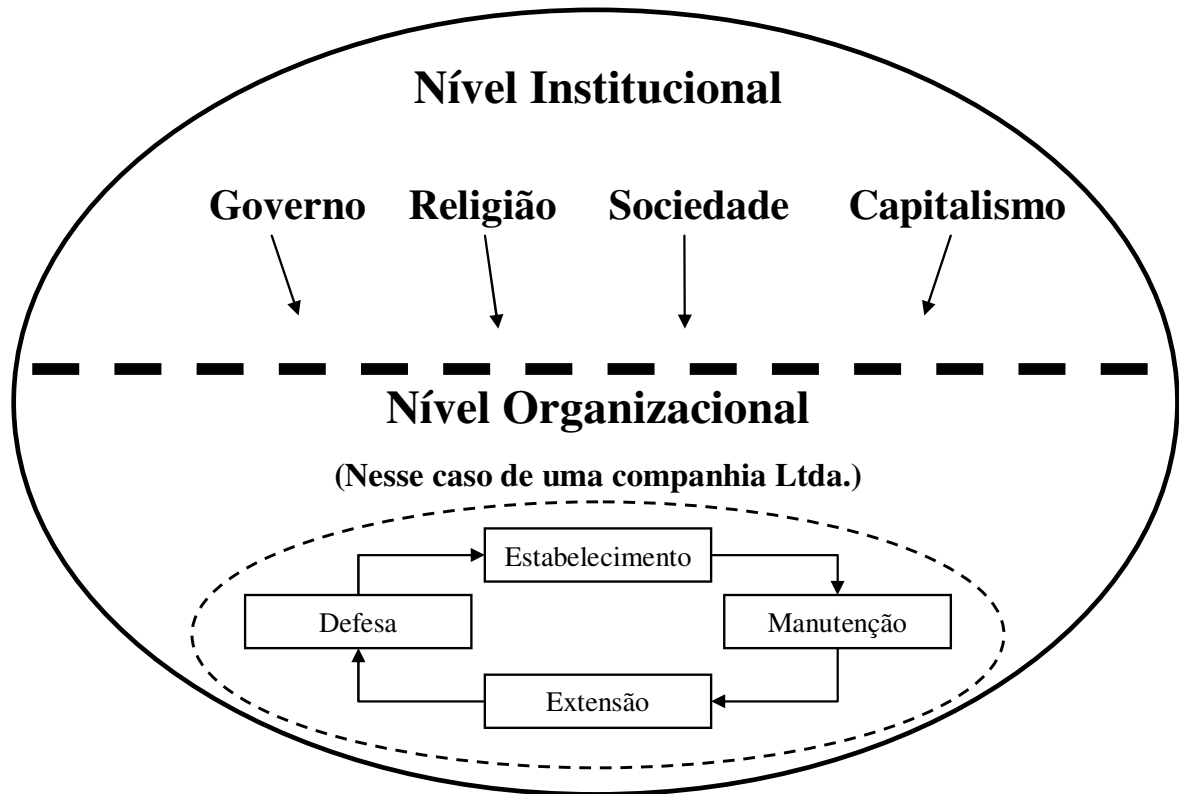 Nível Institucional
Governo Religião Sociedade Capitalismo
Nível Organizacional
(Nesse caso de uma companhia Ltda.)
Estabelecimento
Defesa Manutenção
Extensão